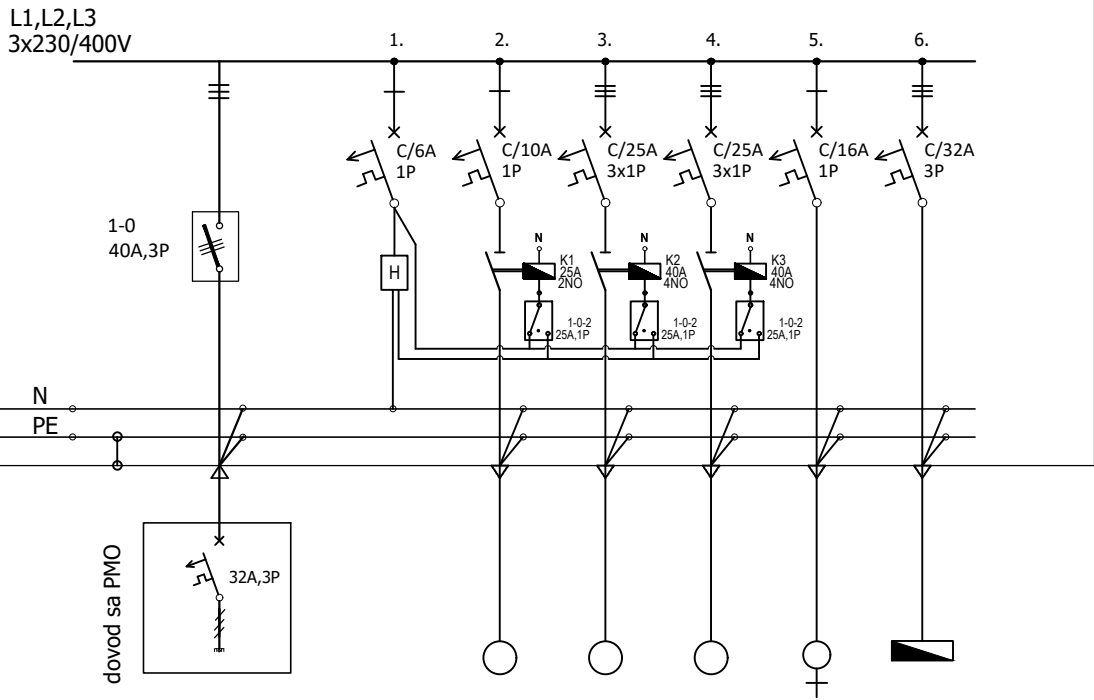 L1,L2,L3
3x230/400V
1.
2.
3.
4.
5.
6.
C/6A
1P
C/10A
1P
C/25A
3x1P
C/25A
3x1P
C/16A
1P
C/32A
3P
1-0
40A,3P
H
N
K1
25A
2NO
1-0-2
25A,1P
N
K2
40A
4NO
1-0-2
25A,1P
N
K3
40A
4NO
1-0-2
25A,1P
N
PE
dovod sa PMO
32A,3P